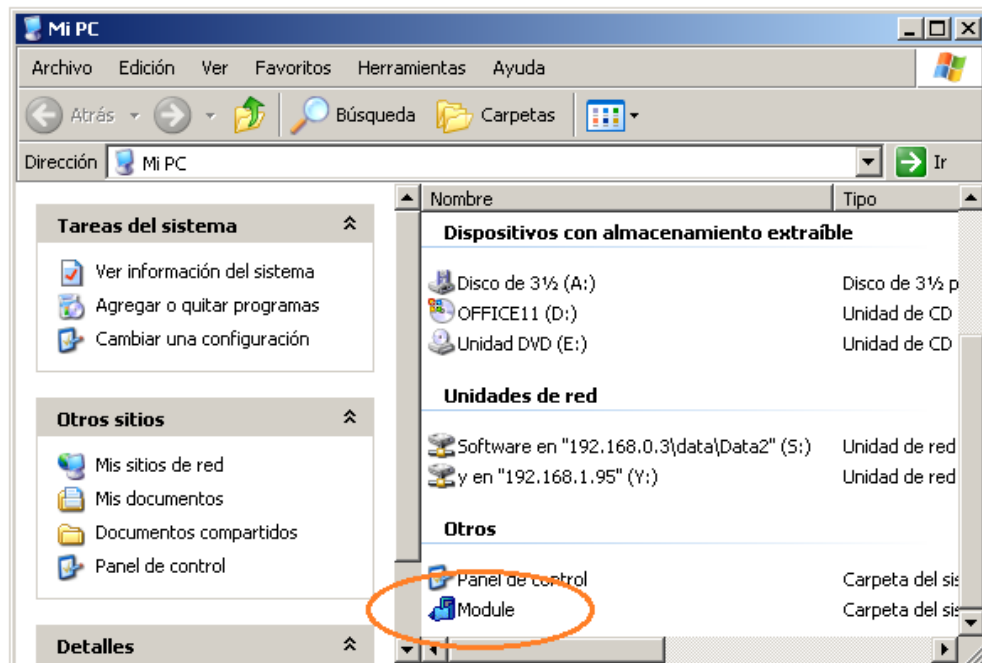 Mi PC
Archivo Edición Ver Favoritos Herramientas Ayuda
Atrás Búsqueda Carpetas
Dirección Mi PC Ir
Tareas del sistema
Ver información del sistema
Agregar o quitar programas
Cambiar una configuración
Otros sitios
Mis sitios de red
Mis documentos
Documentos compartidos
Panel de control
Detalles
Nombre Tipo
Dispositivos con almacenamiento extraíble
Disco de 3½ (A:) Disco de 3½ p
OFFICE11 (D:) Unidad de CD
Unidad DVD (E:) Unidad de CD
Unidades de red
Software en "192.168.0.3\data\Data2" (S:) Unidad de red
y en "192.168.1.95" (Y:) Unidad de red
Otros
Panel de control Carpeta del sis
Module Carpeta del sis